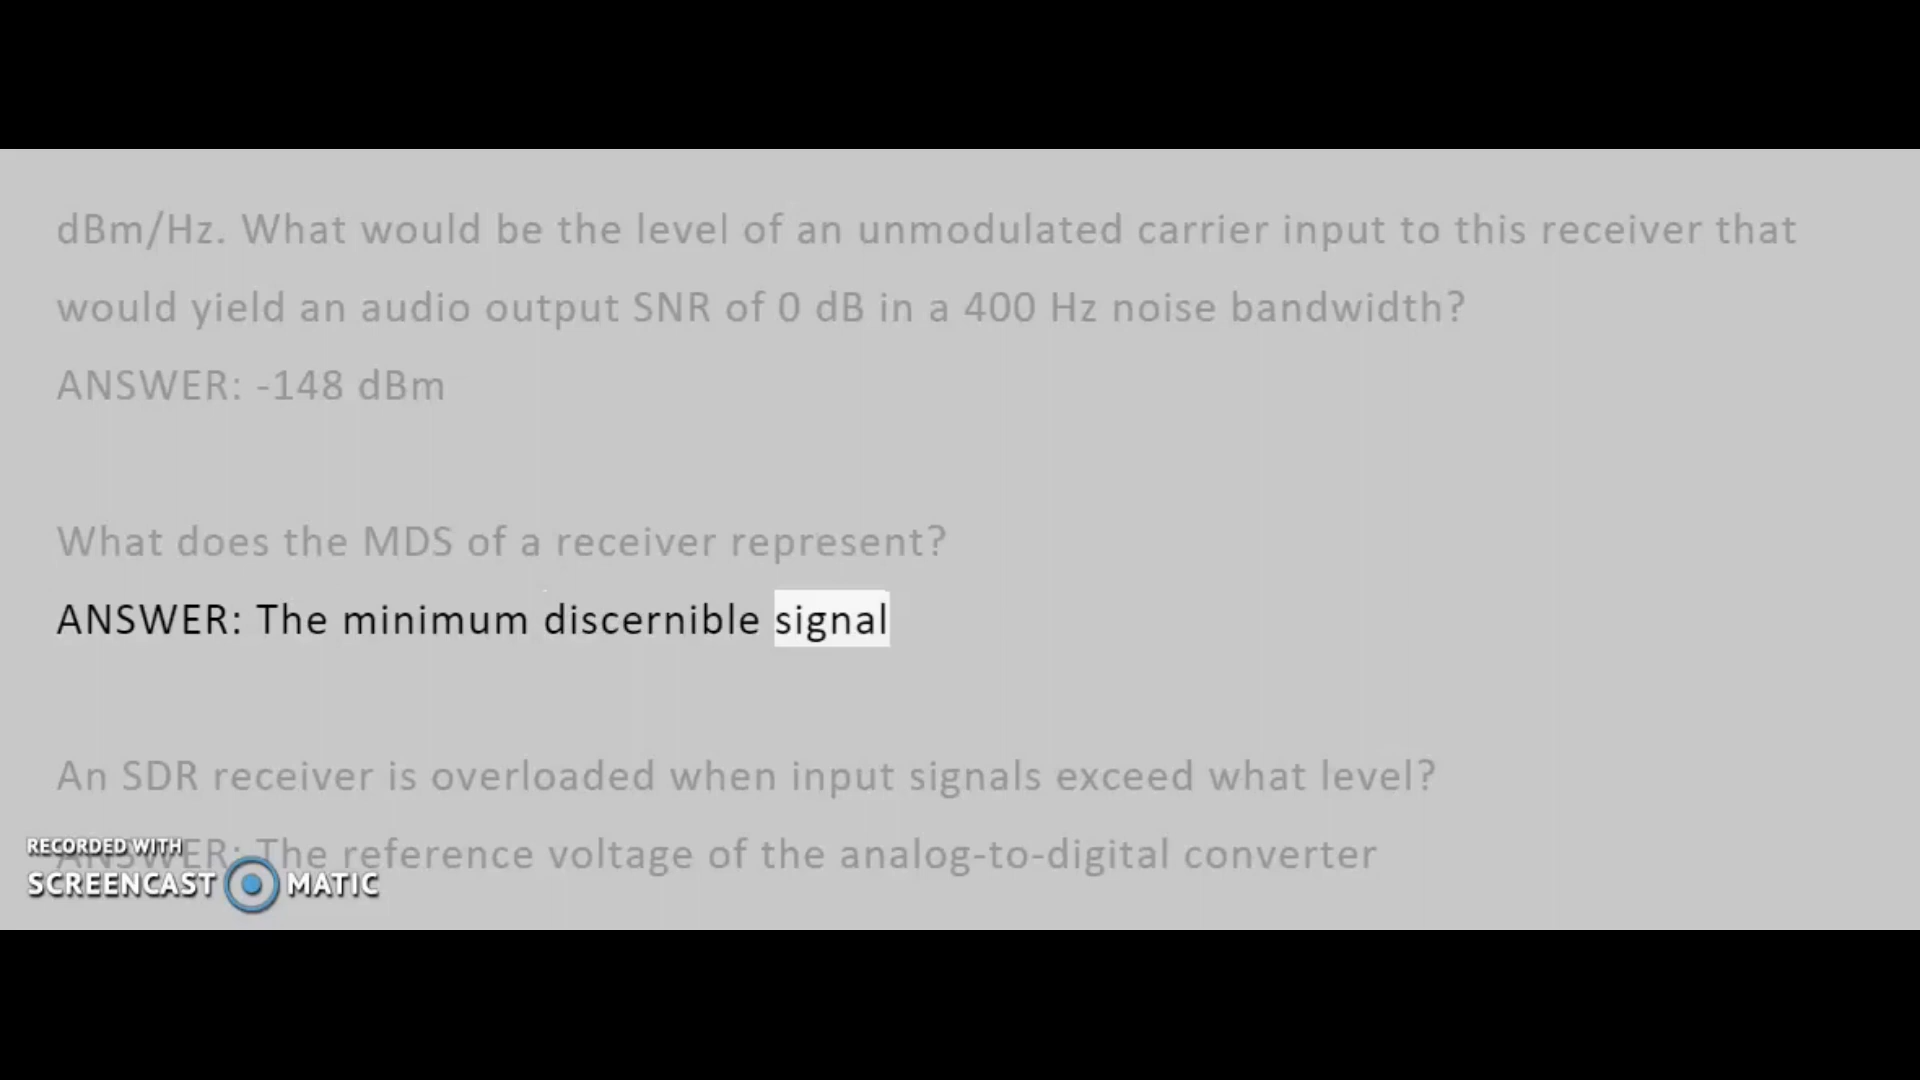 dBm/Hz. What would be the level of an unmodulated carrier input to this receiver that
would yield an audio output SNR of 0 dB in a 400 Hz noise bandwidth?
ANSWER: -148 dBm
What does the MDS of a receiver represent?
ANSWER: The minimum discernible signal
An SDR receiver is overloaded when input signals exceed what level?
ANSWER: The reference voltage of the analog-to-digital converter
RECORDED WITH
SCREENCAST MATIC